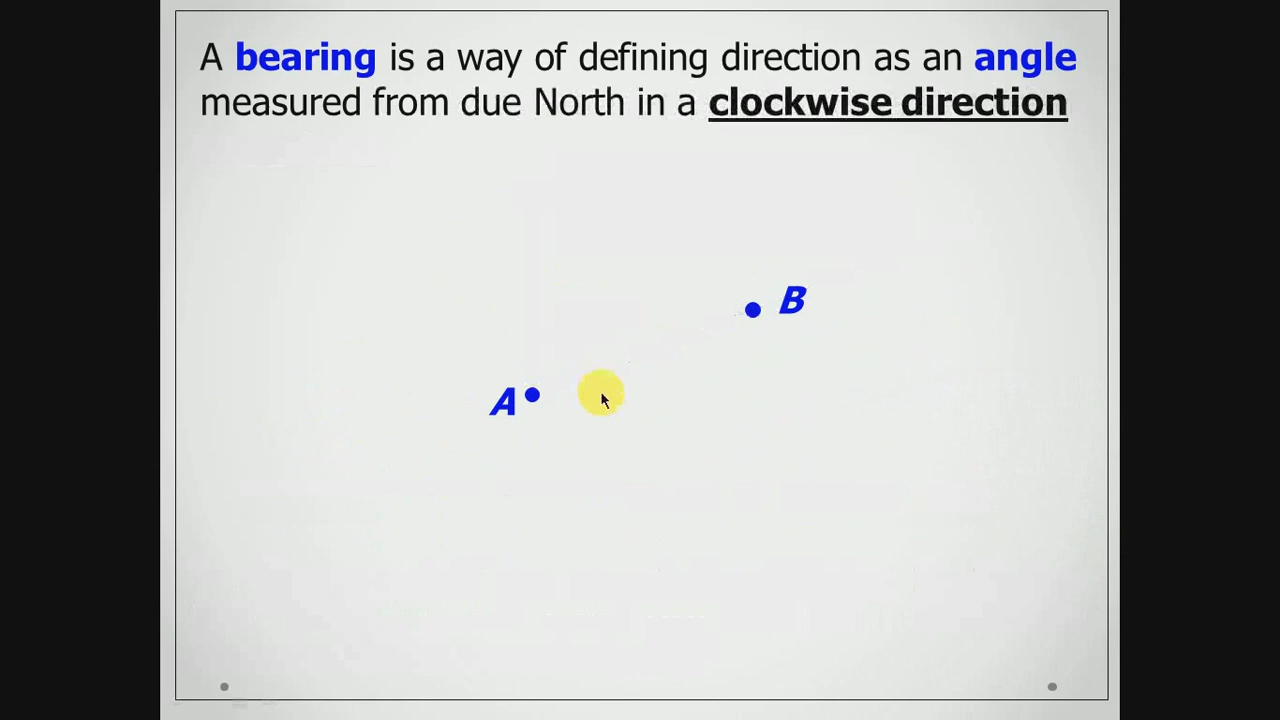 A bearing is a way of defining direction as an angle
measured from due North in a clockwise direction
B
A